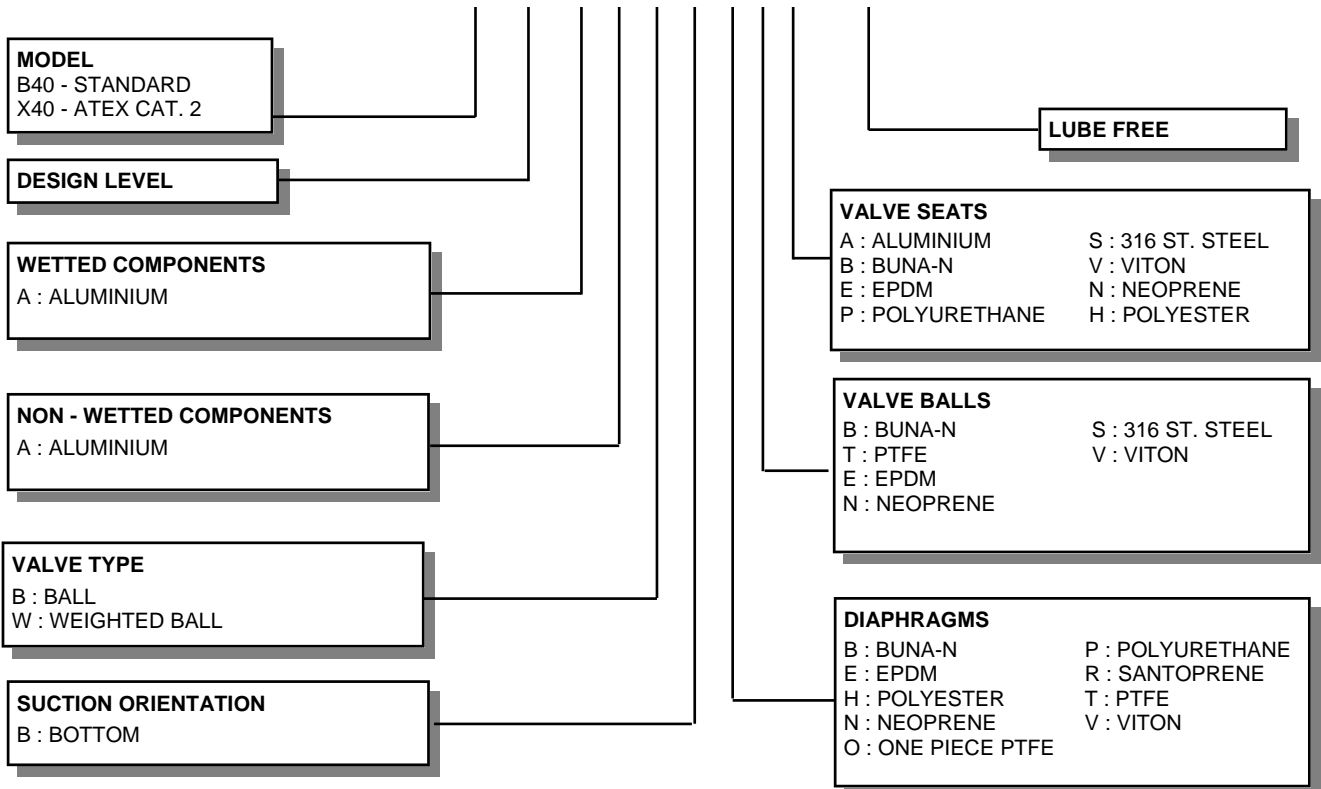 MODEL
B40 - STANDARD
X40 - ATEX CAT. 2
DESIGN LEVEL
WETTED COMPONENTS
A : ALUMINIUM
NON - WETTED COMPONENTS
A : ALUMINIUM
VALVE TYPE
B : BALL
W : WEIGHTED BALL
SUCTION ORIENTATION
B : BOTTOM
LUBE FREE
VALVE SEATS
A : ALUMINIUM S : 316 ST. STEEL
B : BUNA-N V : VITON
E : EPDM N : NEOPRENE
P : POLYURETHANE H : POLYESTER
VALVE BALLS
B : BUNA-N S : 316 ST. STEEL
T : PTFE V : VITON
E : EPDM
N : NEOPRENE
DIAPHRAGMS
B : BUNA-N P : POLYURETHANE
E : EPDM R : SANTOPRENE
H : POLYESTER T : PTFE
N : NEOPRENE V : VITON
O : ONE PIECE PTFE